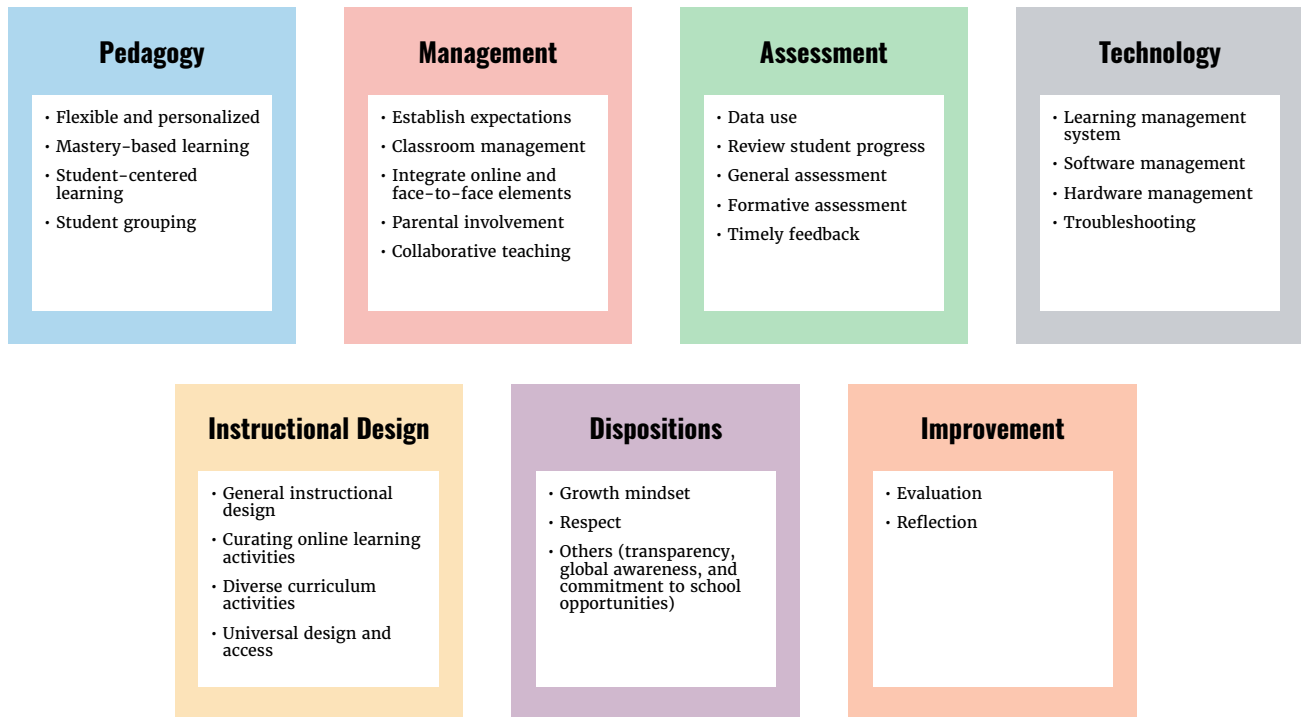 Pedagogy
• Flexible and personalized
• Mastery-based learning
• Student-centered
learning
• Student grouping
Management
• Establish expectations
• Classroom management
• Integrate online and
face-to-face elements
• Parental involvement
• Collaborative teaching
Assessment
• Data use
• Review student progress
• General assessment
• Formative assessment
• Timely feedback
Technology
• Learning management
system
• Software management
• Hardware management
• Troubleshooting
Instructional Design
• General instructional
design
• Curating online learning
activities
• Diverse curriculum
activities
• Universal design and
access
Dispositions
• Growth mindset
• Respect
• Others (transparency,
global awareness, and
commitment to school
opportunities)
Improvement
• Evaluation
• Reflection